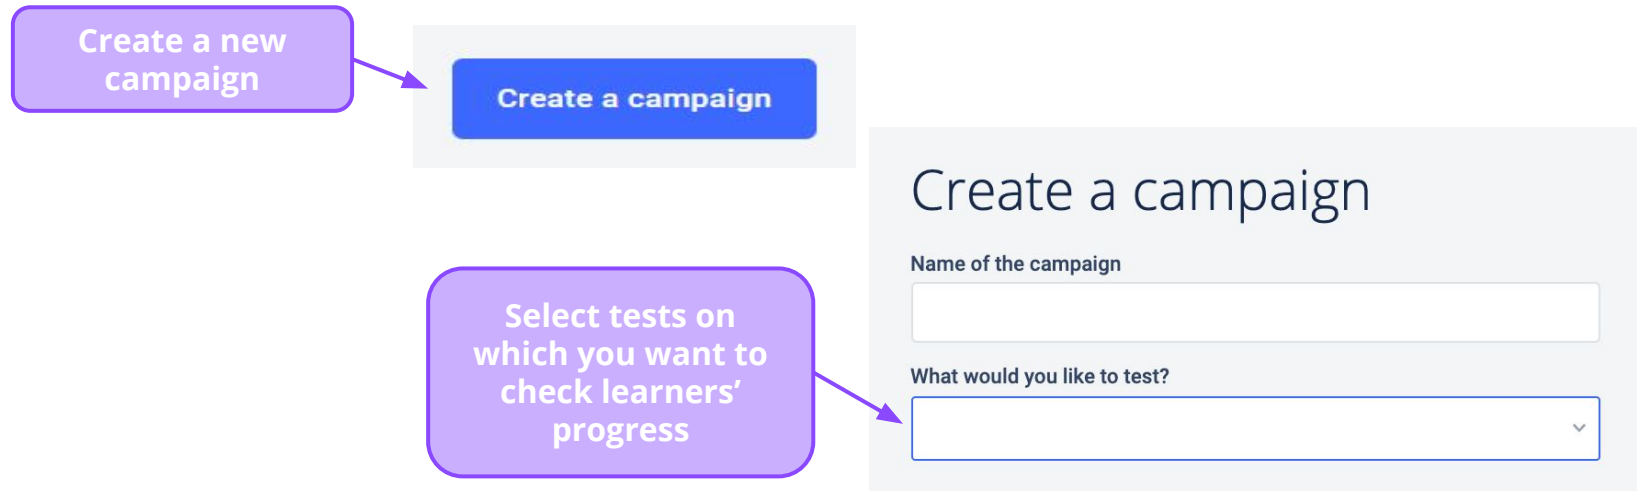 Create a new
campaign
Create a campaign
Create a campaign
Name of the campaign
Select tests on
which you want to
check learners’
progress
What would you like to test?